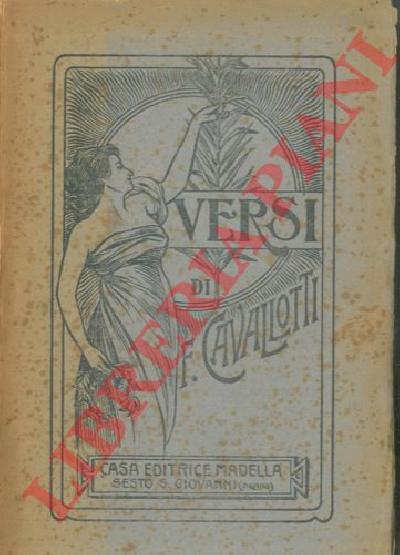 VERSI
DI
F. CAVALLOTTI
CASA EDITRICE MADELLA
SESTO S. GIOVANNI (MILANO)
LIBRERIA PIANI